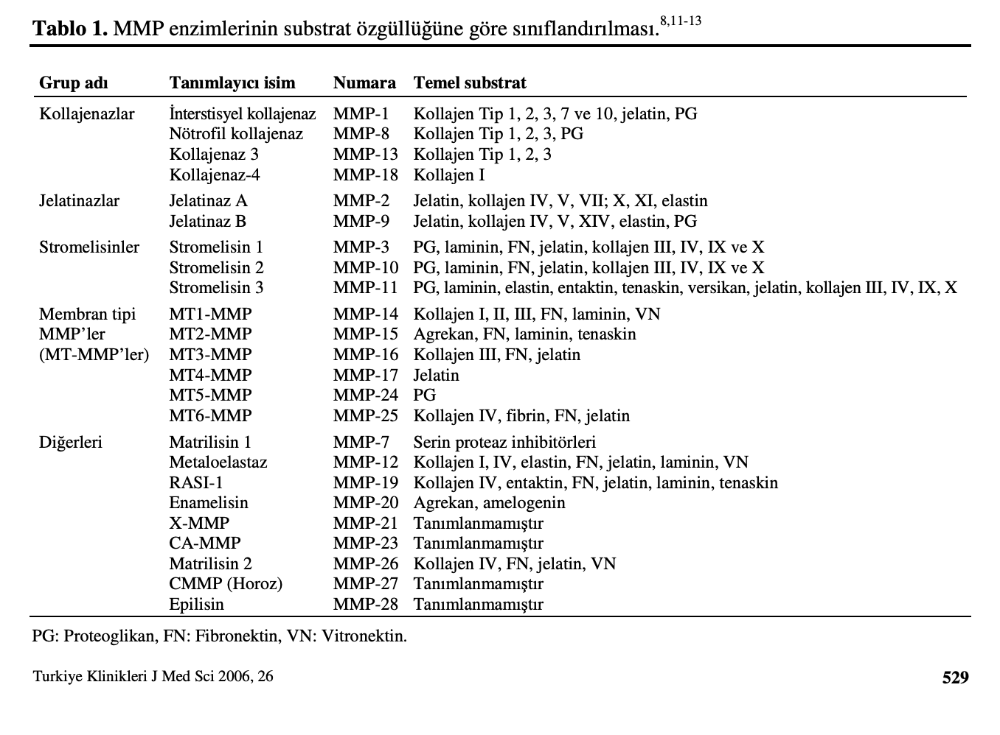 Tablo 1. MMP enzimlerinin substrat özgüllüğüne göre sınıflandırılması.8,11-13
Grup adı Tanımlayıcı isim Numara Temel substrat
Kollajenazlar İnterstisyel kollajenaz MMP-1 Kollajen Tip 1, 2, 3, 7 ve 10, jelatin, PG
Nötrofil kollajenaz MMP-8 Kollajen Tip 1, 2, 3, PG
Kollajenaz 3 MMP-13 Kollajen Tip 1, 2, 3
Kollajenaz-4 MMP-18 Kollajen I
Jelatinazlar Jelatinaz A MMP-2 Jelatin, kollajen IV, V, VII; X, XI, elastin
Jelatinaz B MMP-9 Jelatin, kollajen IV, V, XIV, elastin, PG
Stromelisinler Stromelisin 1 MMP-3 PG, laminin, FN, jelatin, kollajen III, IV, IX ve X
Stromelisin 2 MMP-10 PG, laminin, FN, jelatin, kollajen III, IV, IX ve X
Stromelisin 3 MMP-11 PG, laminin, elastin, entaktin, tenaskin, versikan, jelatin, kollajen III, IV, IX, X
Membran tipi MT1-MMP MMP-14 Kollajen I, II, III, FN, laminin, VN
MMP’ler MT2-MMP MMP-15 Agrekan, FN, laminin, tenaskin
(MT-MMP’ler) MT3-MMP MMP-16 Kollajen III, FN, jelatin
MT4-MMP MMP-17 Jelatin
MT5-MMP MMP-24 PG
MT6-MMP MMP-25 Kollajen IV, fibrin, FN, jelatin
Diğerleri Matrilisin 1 MMP-7 Serin proteaz inhibitörleri
Metaloelastaz MMP-12 Kollajen I, IV, elastin, FN, jelatin, laminin, VN
RASI-1 MMP-19 Kollajen IV, entaktin, FN, jelatin, laminin, tenaskin
Enamelisin MMP-20 Agrekan, amelogenin
X-MMP MMP-21 Tanımlanmamıştır
CA-MMP MMP-23 Tanımlanmamıştır
Matrilisin 2 MMP-26 Kollajen IV, FN, jelatin, VN
CMMP (Horoz) MMP-27 Tanımlanmamıştır
Epilisin MMP-28 Tanımlanmamıştır
PG: Proteoglikan, FN: Fibronektin, VN: Vitronektin.
Turkiye Klinikleri J Med Sci 2006, 26 529